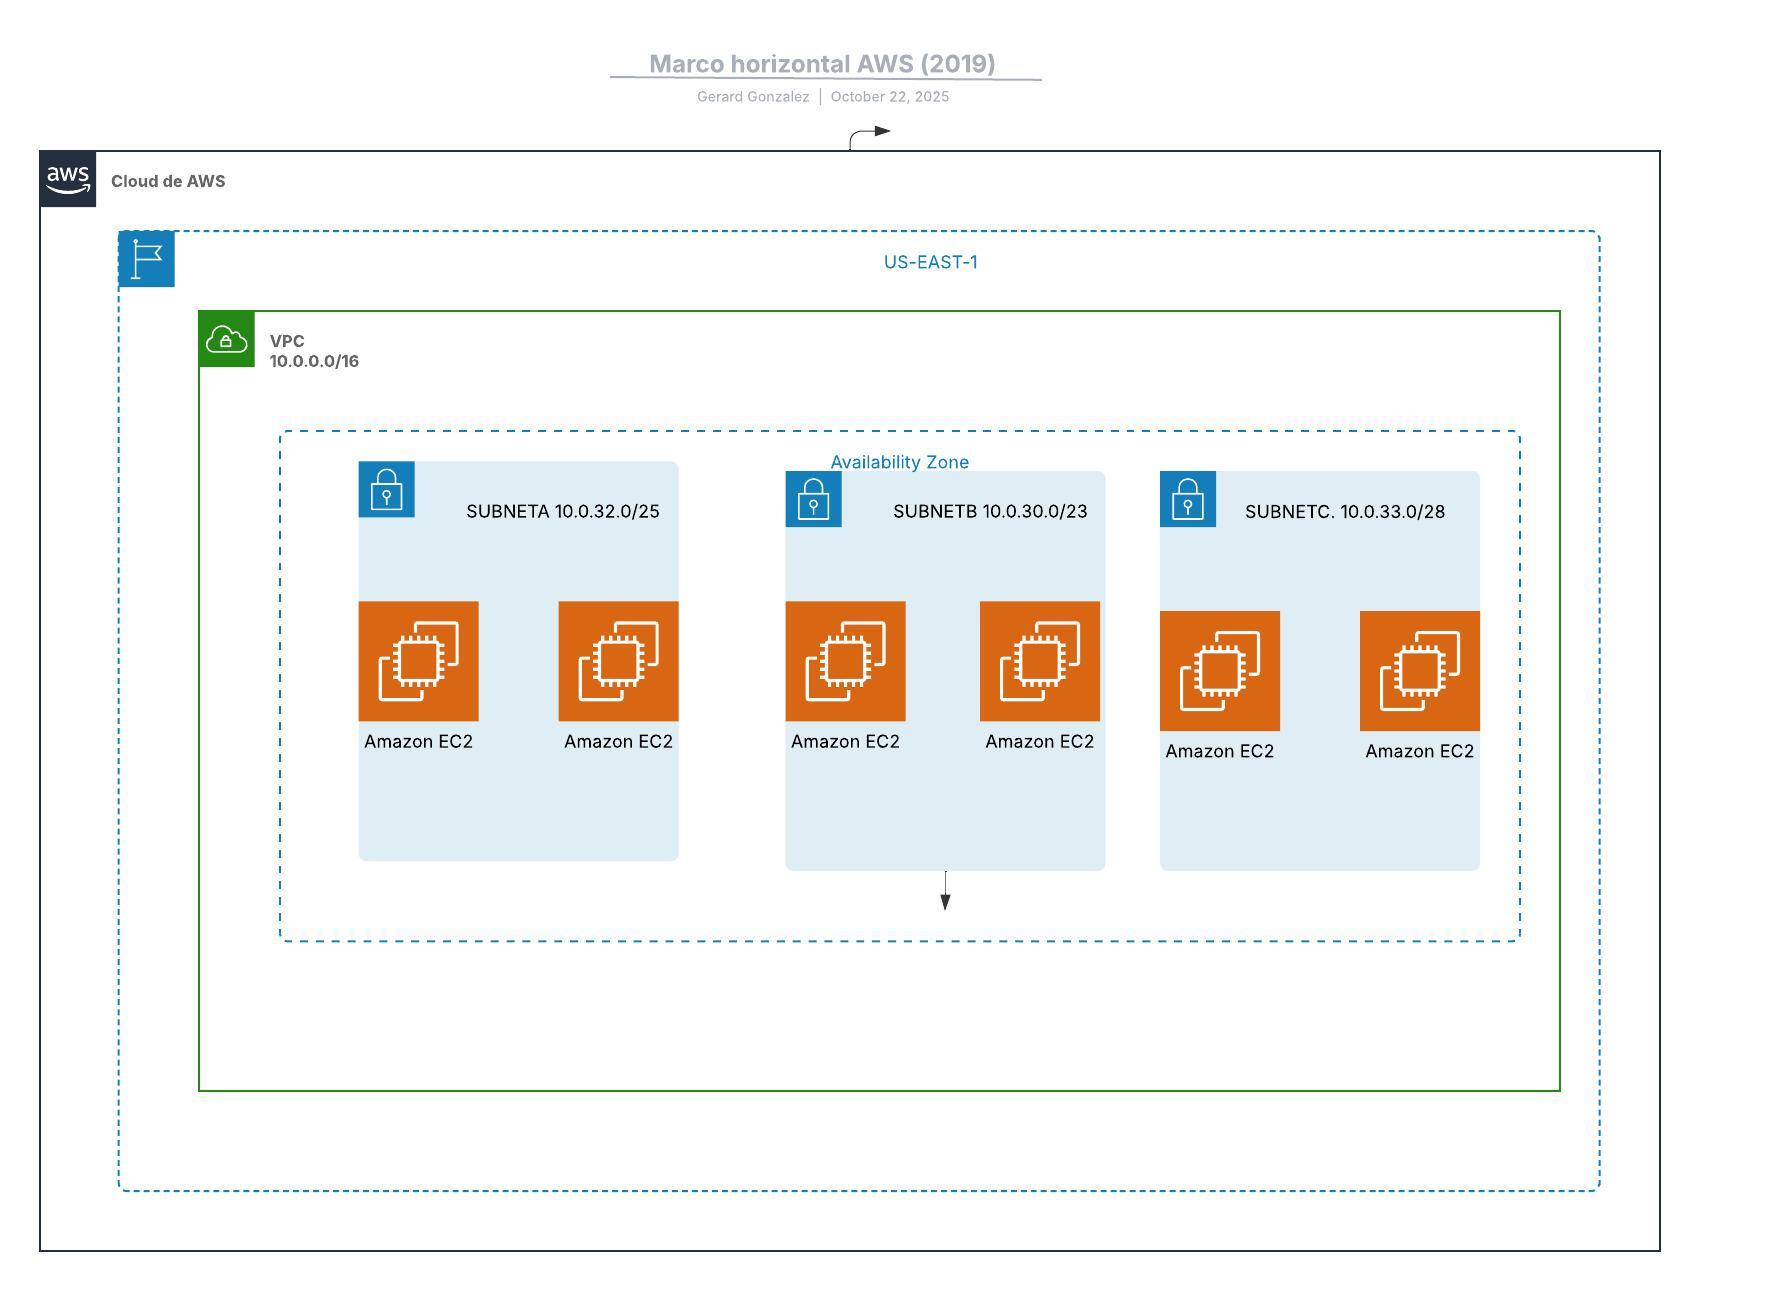 Marco horizontal AWS (2019)
Gerard Gonzalez | October 22, 2025
aws
Cloud de AWS
US-EAST-1
VPC
10.0.0.0/16
Availability Zone
SUBNETA 10.0.32.0/25
SUBNETB 10.0.30.0/23
SUBNETC. 10.0.33.0/28
Amazon EC2
Amazon EC2
Amazon EC2
Amazon EC2
Amazon EC2
Amazon EC2